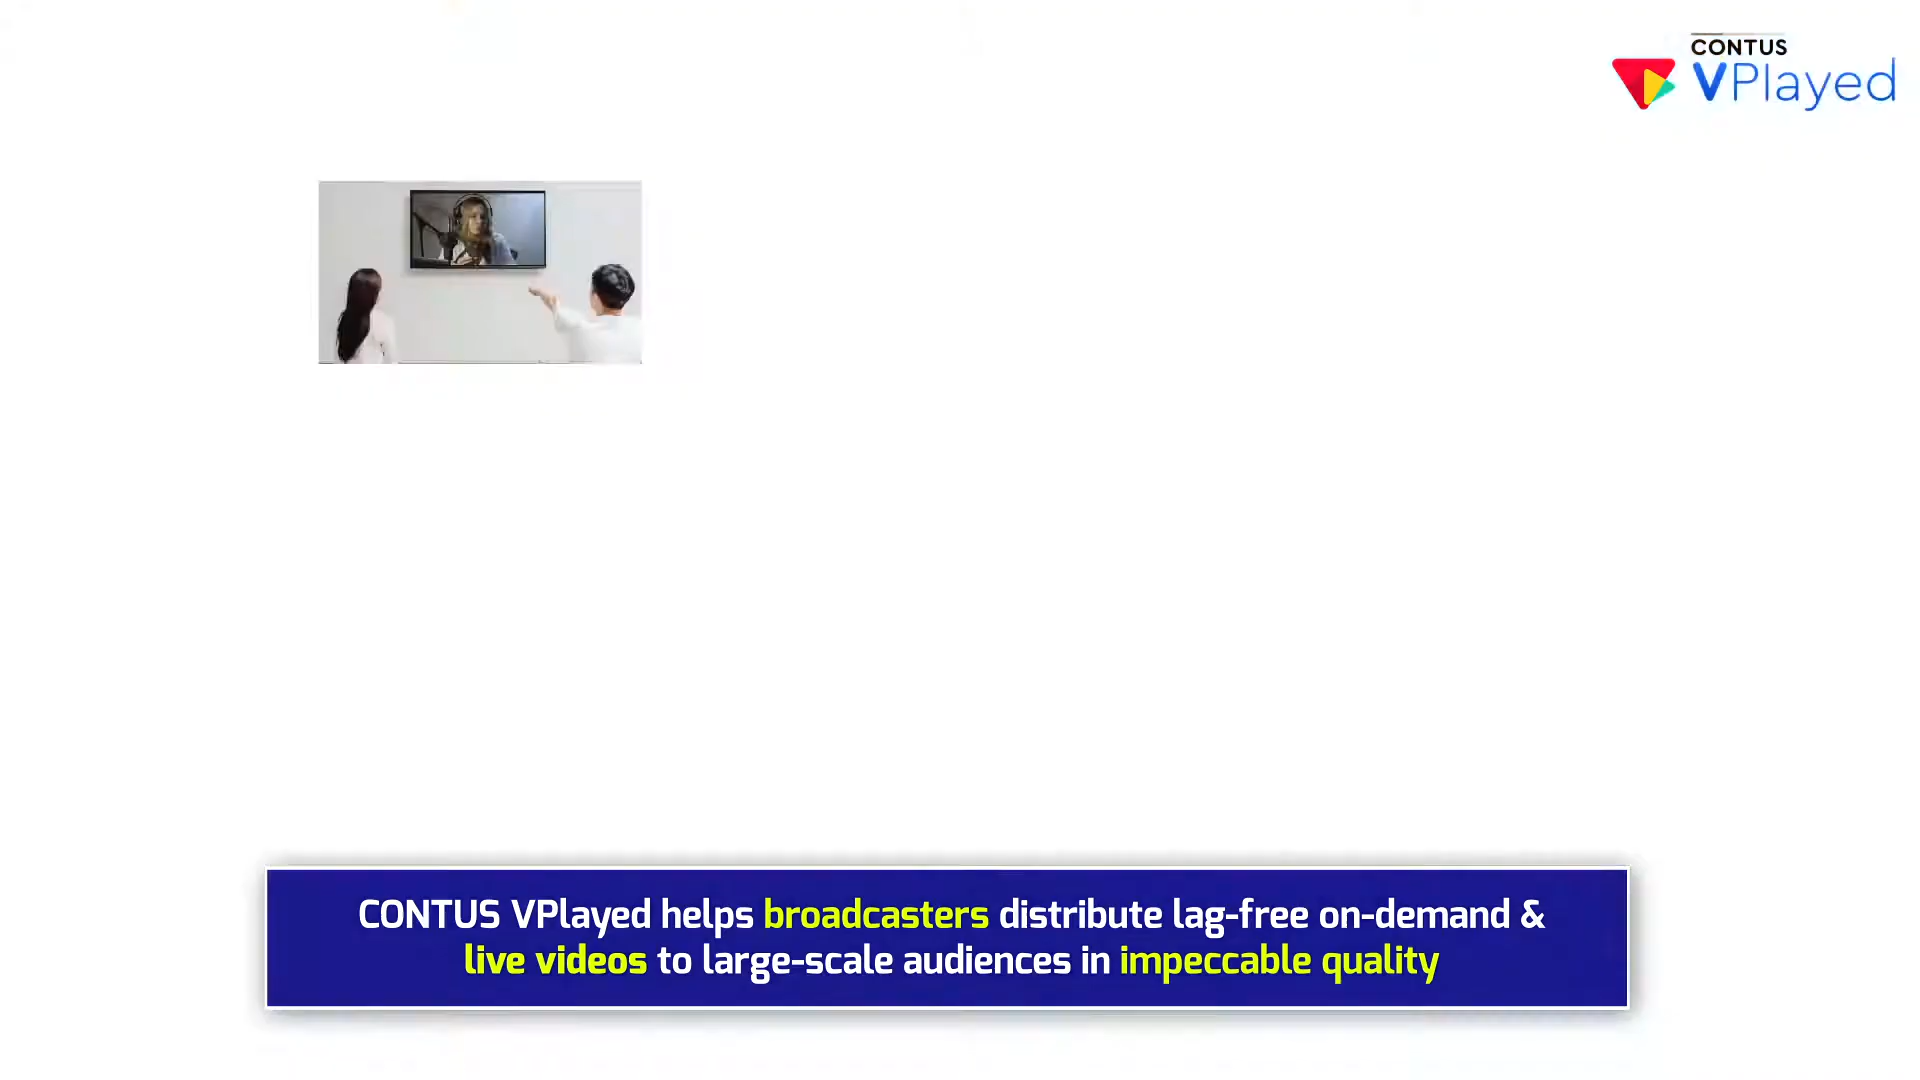 CONTUS
VPlayed
CONTUS VPlayed helps broadcasters distribute lag-free on-demand &
live videos to large-scale audiences in impeccable quality